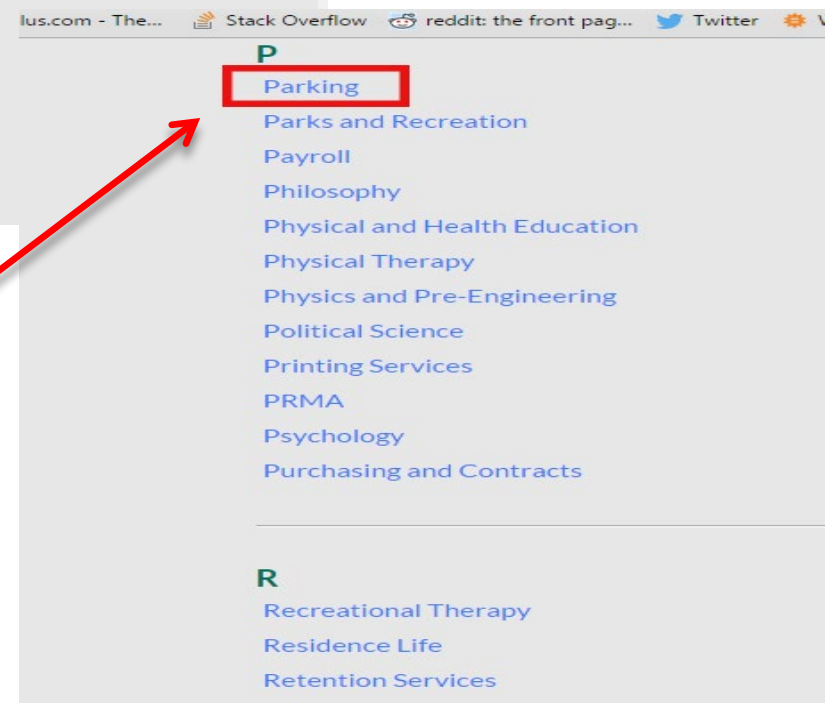 lus.com - The... Stack Overflow reddit: the front pag... Twitter
P
Parking
Parks and Recreation
Payroll
Philosophy
Physical and Health Education
Physical Therapy
Physics and Pre-Engineering
Political Science
Printing Services
PRMA
Psychology
Purchasing and Contracts
R
Recreational Therapy
Residence Life
Retention Services